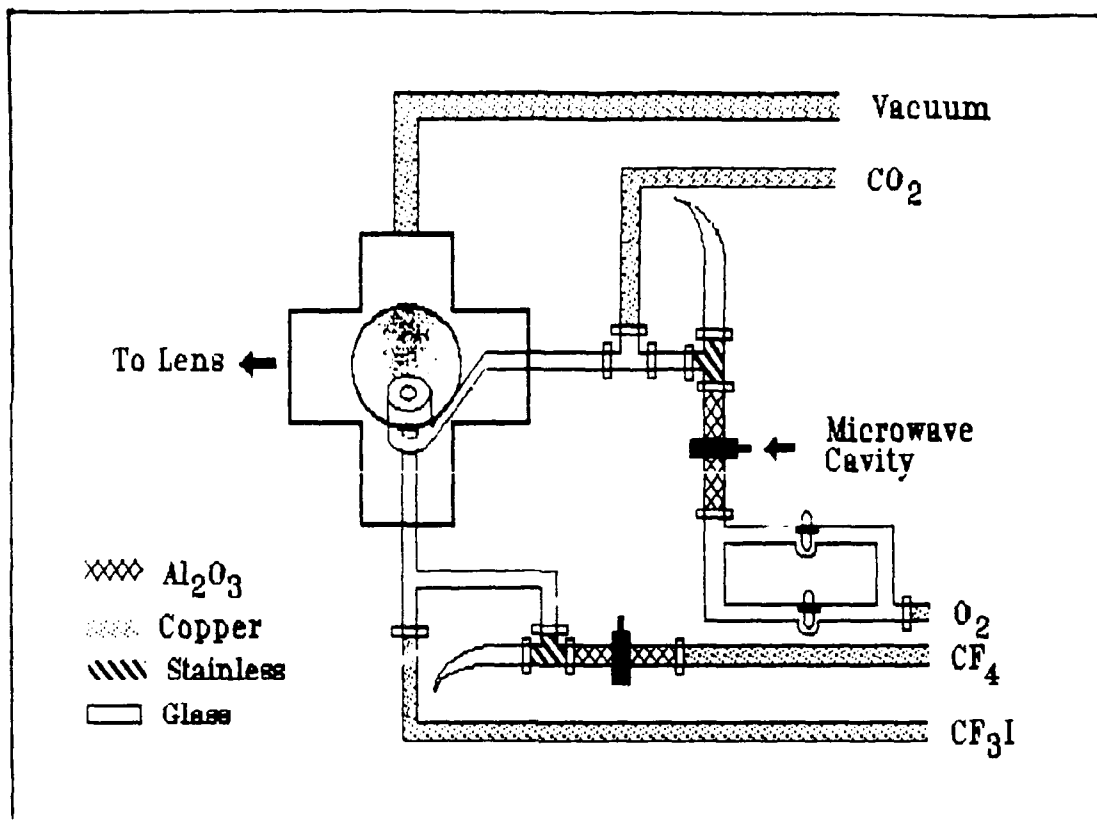 Vacuum
CO₂
To Lens
Microwave
Cavity
Al₂O₃
Copper
Stainless
Glass
O₂
CF₄
CF₃I